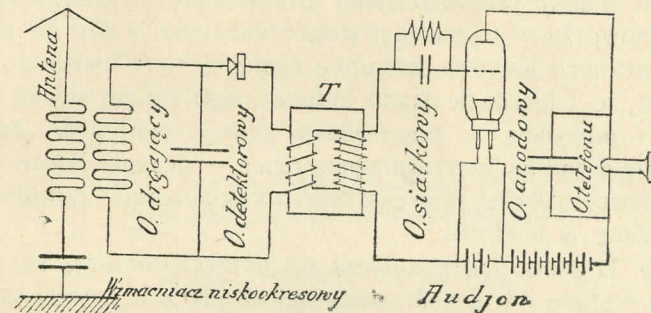 Antena
O. drgający
O. detektorowy
T
O. siatkowy
O. anodowy
O. telefonu
Wzmacniacz niskookresowy
Audjon